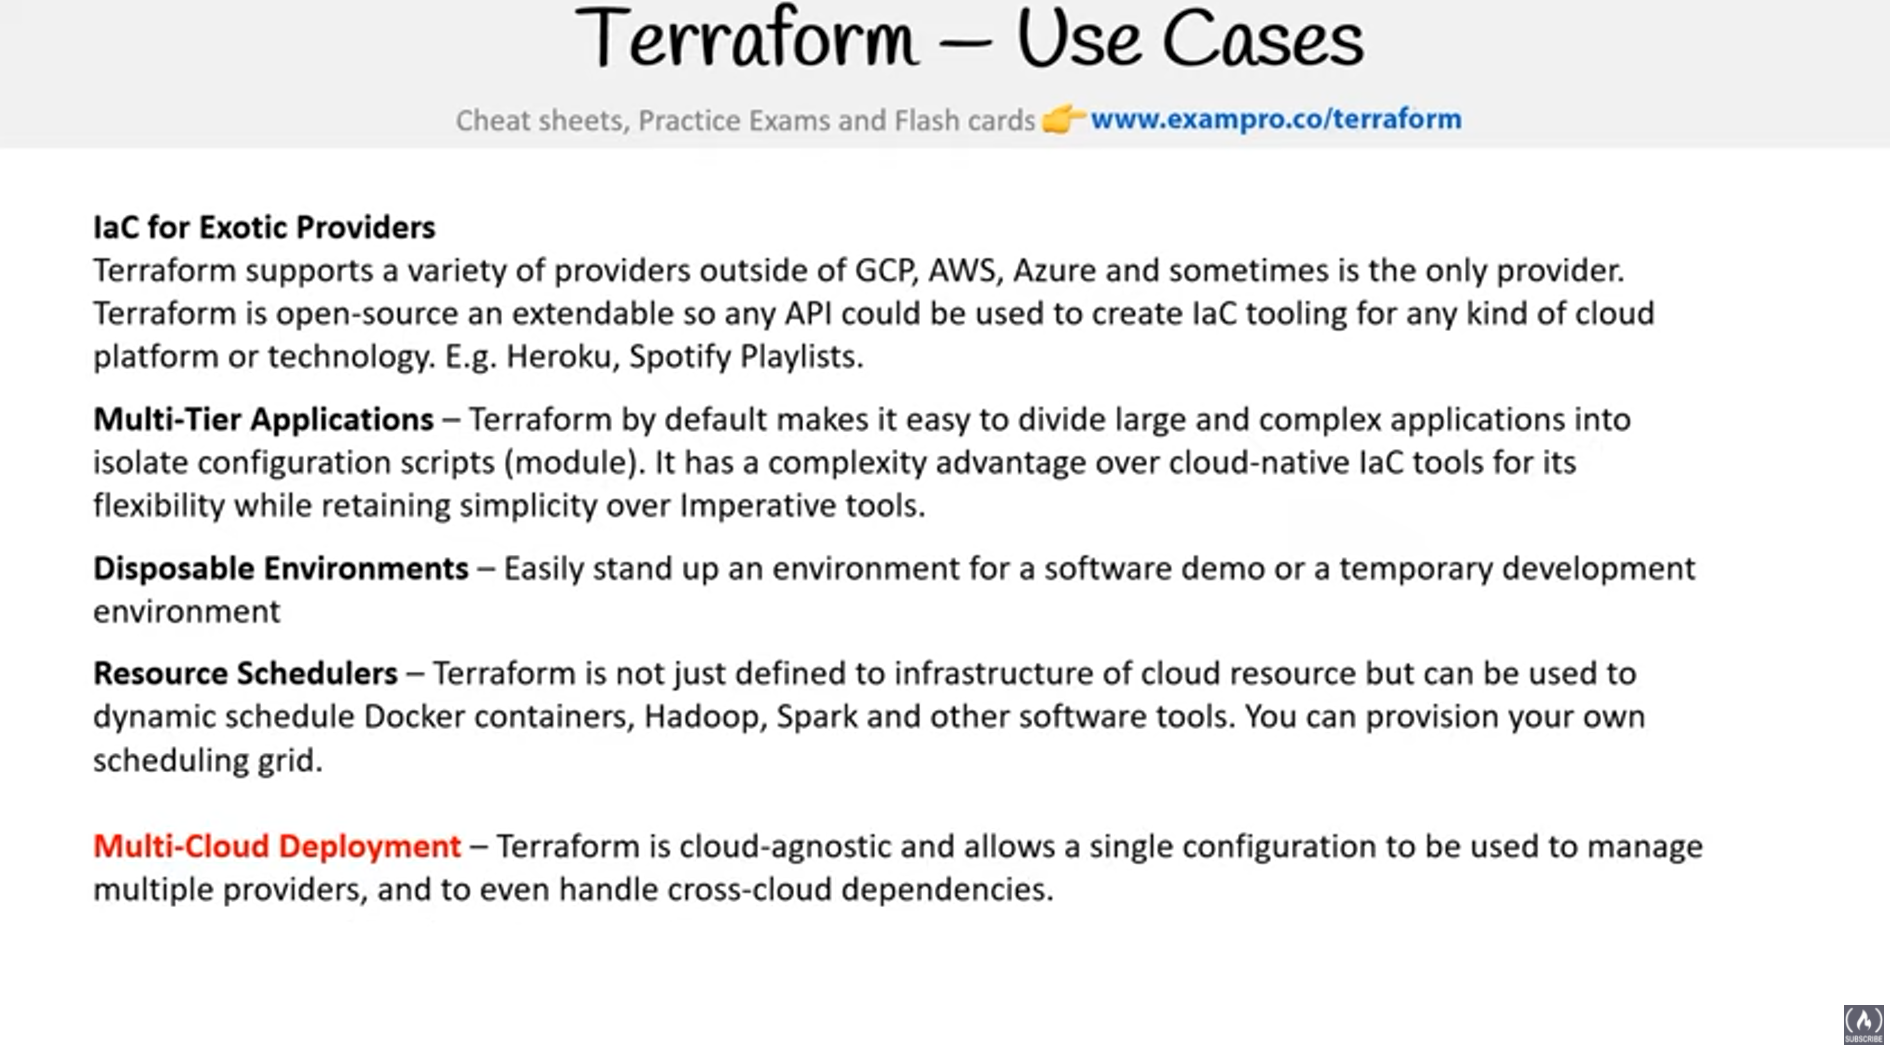 Terraform – Use Cases
Cheat sheets, Practice Exams and Flash cards 👉www.exampro.co/terraform
IaC for Exotic Providers
Terraform supports a variety of providers outside of GCP, AWS, Azure and sometimes is the only provider.
Terraform is open-source an extendable so any API could be used to create IaC tooling for any kind of cloud
platform or technology. E.g. Heroku, Spotify Playlists.
Multi-Tier Applications – Terraform by default makes it easy to divide large and complex applications into
isolate configuration scripts (module). It has a complexity advantage over cloud-native IaC tools for its
flexibility while retaining simplicity over Imperative tools.
Disposable Environments – Easily stand up an environment for a software demo or a temporary development
environment
Resource Schedulers – Terraform is not just defined to infrastructure of cloud resource but can be used to
dynamic schedule Docker containers, Hadoop, Spark and other software tools. You can provision your own
scheduling grid.
Multi-Cloud Deployment – Terraform is cloud-agnostic and allows a single configuration to be used to manage
multiple providers, and to even handle cross-cloud dependencies.
SUBSCRIBE